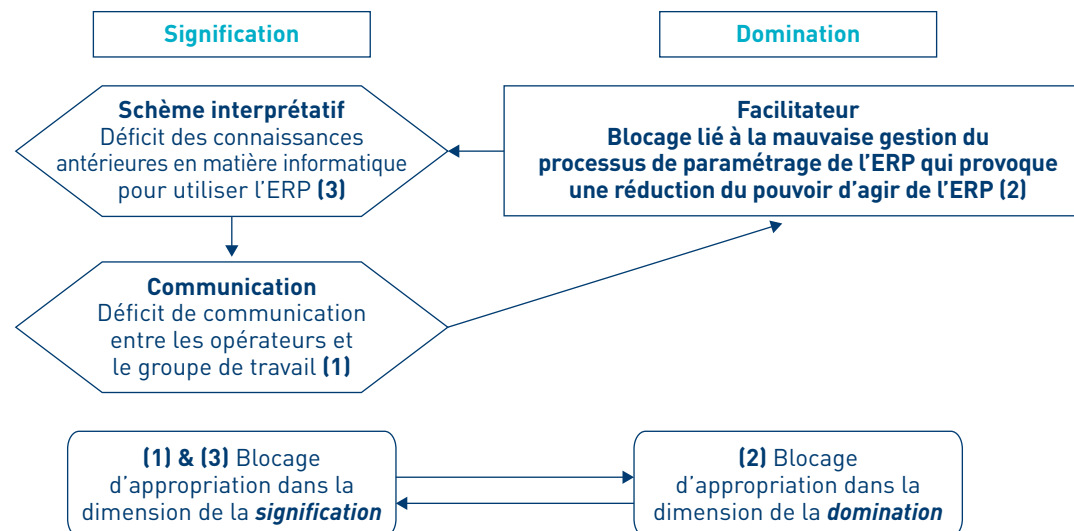 Signification
Domination
Schème interprétatif
Déficit des connaissances
antérieures en matière informatique
pour utiliser l’ERP (3)
Facilitateur
Blocage lié à la mauvaise gestion du
processus de paramétrage de l’ERP qui provoque
une réduction du pouvoir d’agir de l’ERP (2)
Communication
Déficit de communication
entre les opérateurs et
le groupe de travail (1)
(1) & (3) Blocage
d’appropriation dans la
dimension de la signification
(2) Blocage
d’appropriation dans la
dimension de la domination